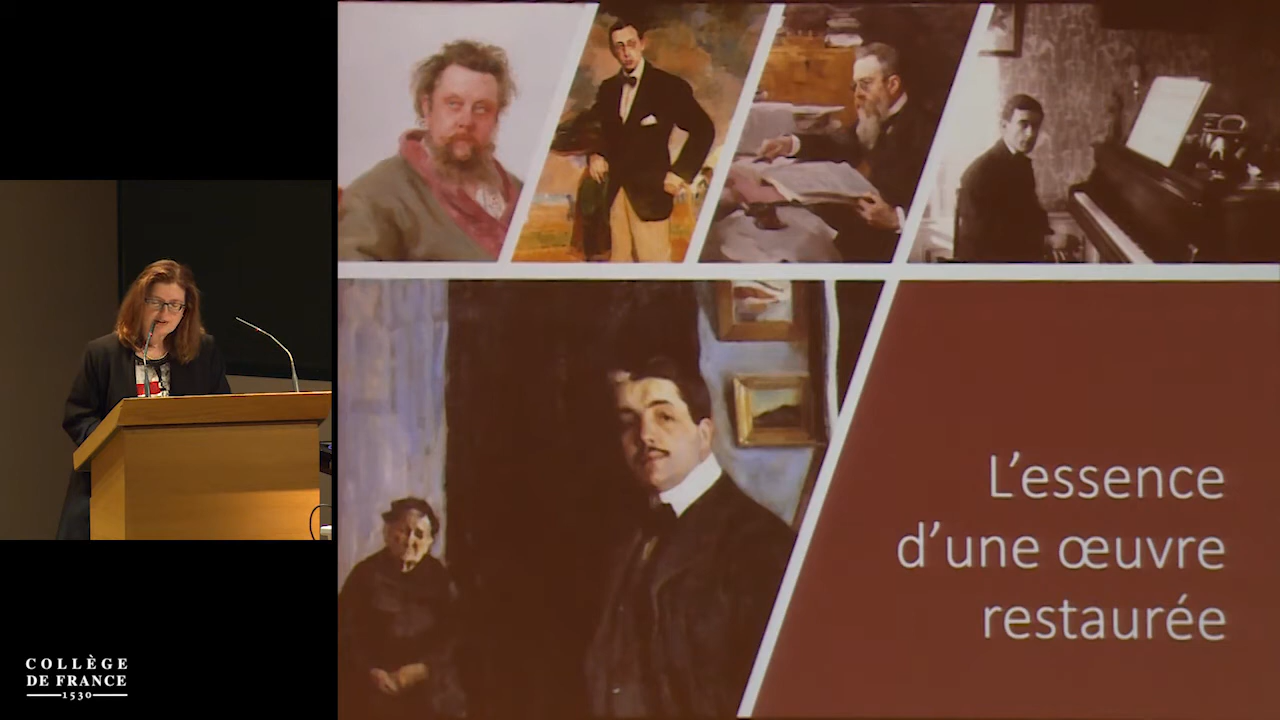 L’essence
d’une œuvre
restaurée
COLLÈGE
DE FRANCE
1530